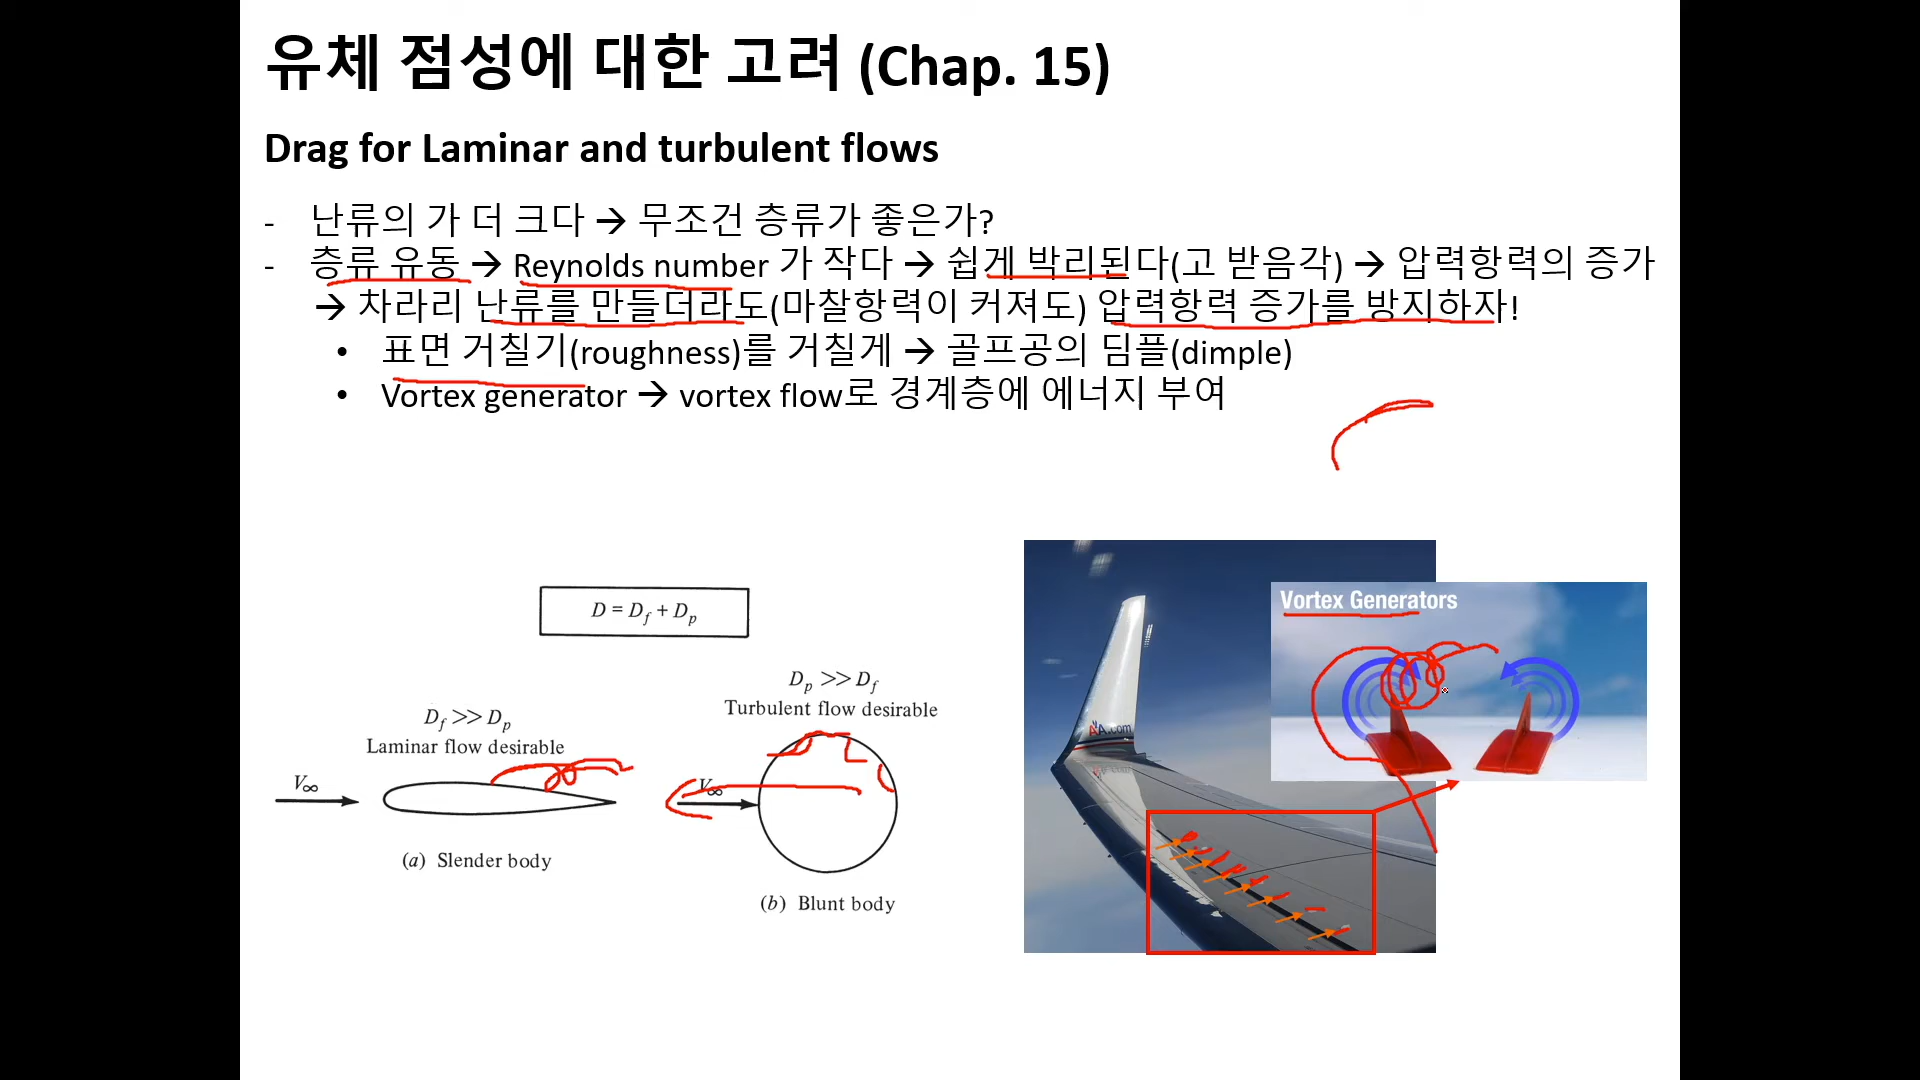 유체 점성에 대한 고려 (Chap. 15)
Drag for Laminar and turbulent flows
- 난류의 가 더 크다 → 무조건 층류가 좋은가?
- 층류 유동 → Reynolds number 가 작다 → 쉽게 박리된다(고 받음각) → 압력항력의 증가
→ 차라리 난류를 만들더라도(마찰항력이 커져도) 압력항력 증가를 방지하자!
• 표면 거칠기(roughness)를 거칠게 → 골프공의 딤플(dimple)
• Vortex generator → vortex flow로 경계층에 에너지 부여
D = D_f + D_p
D_f >> D_p
Laminar flow desirable
V∞
(a) Slender body
D_p >> D_f
Turbulent flow desirable
V∞
(b) Blunt body
AA.com
Vortex Generators